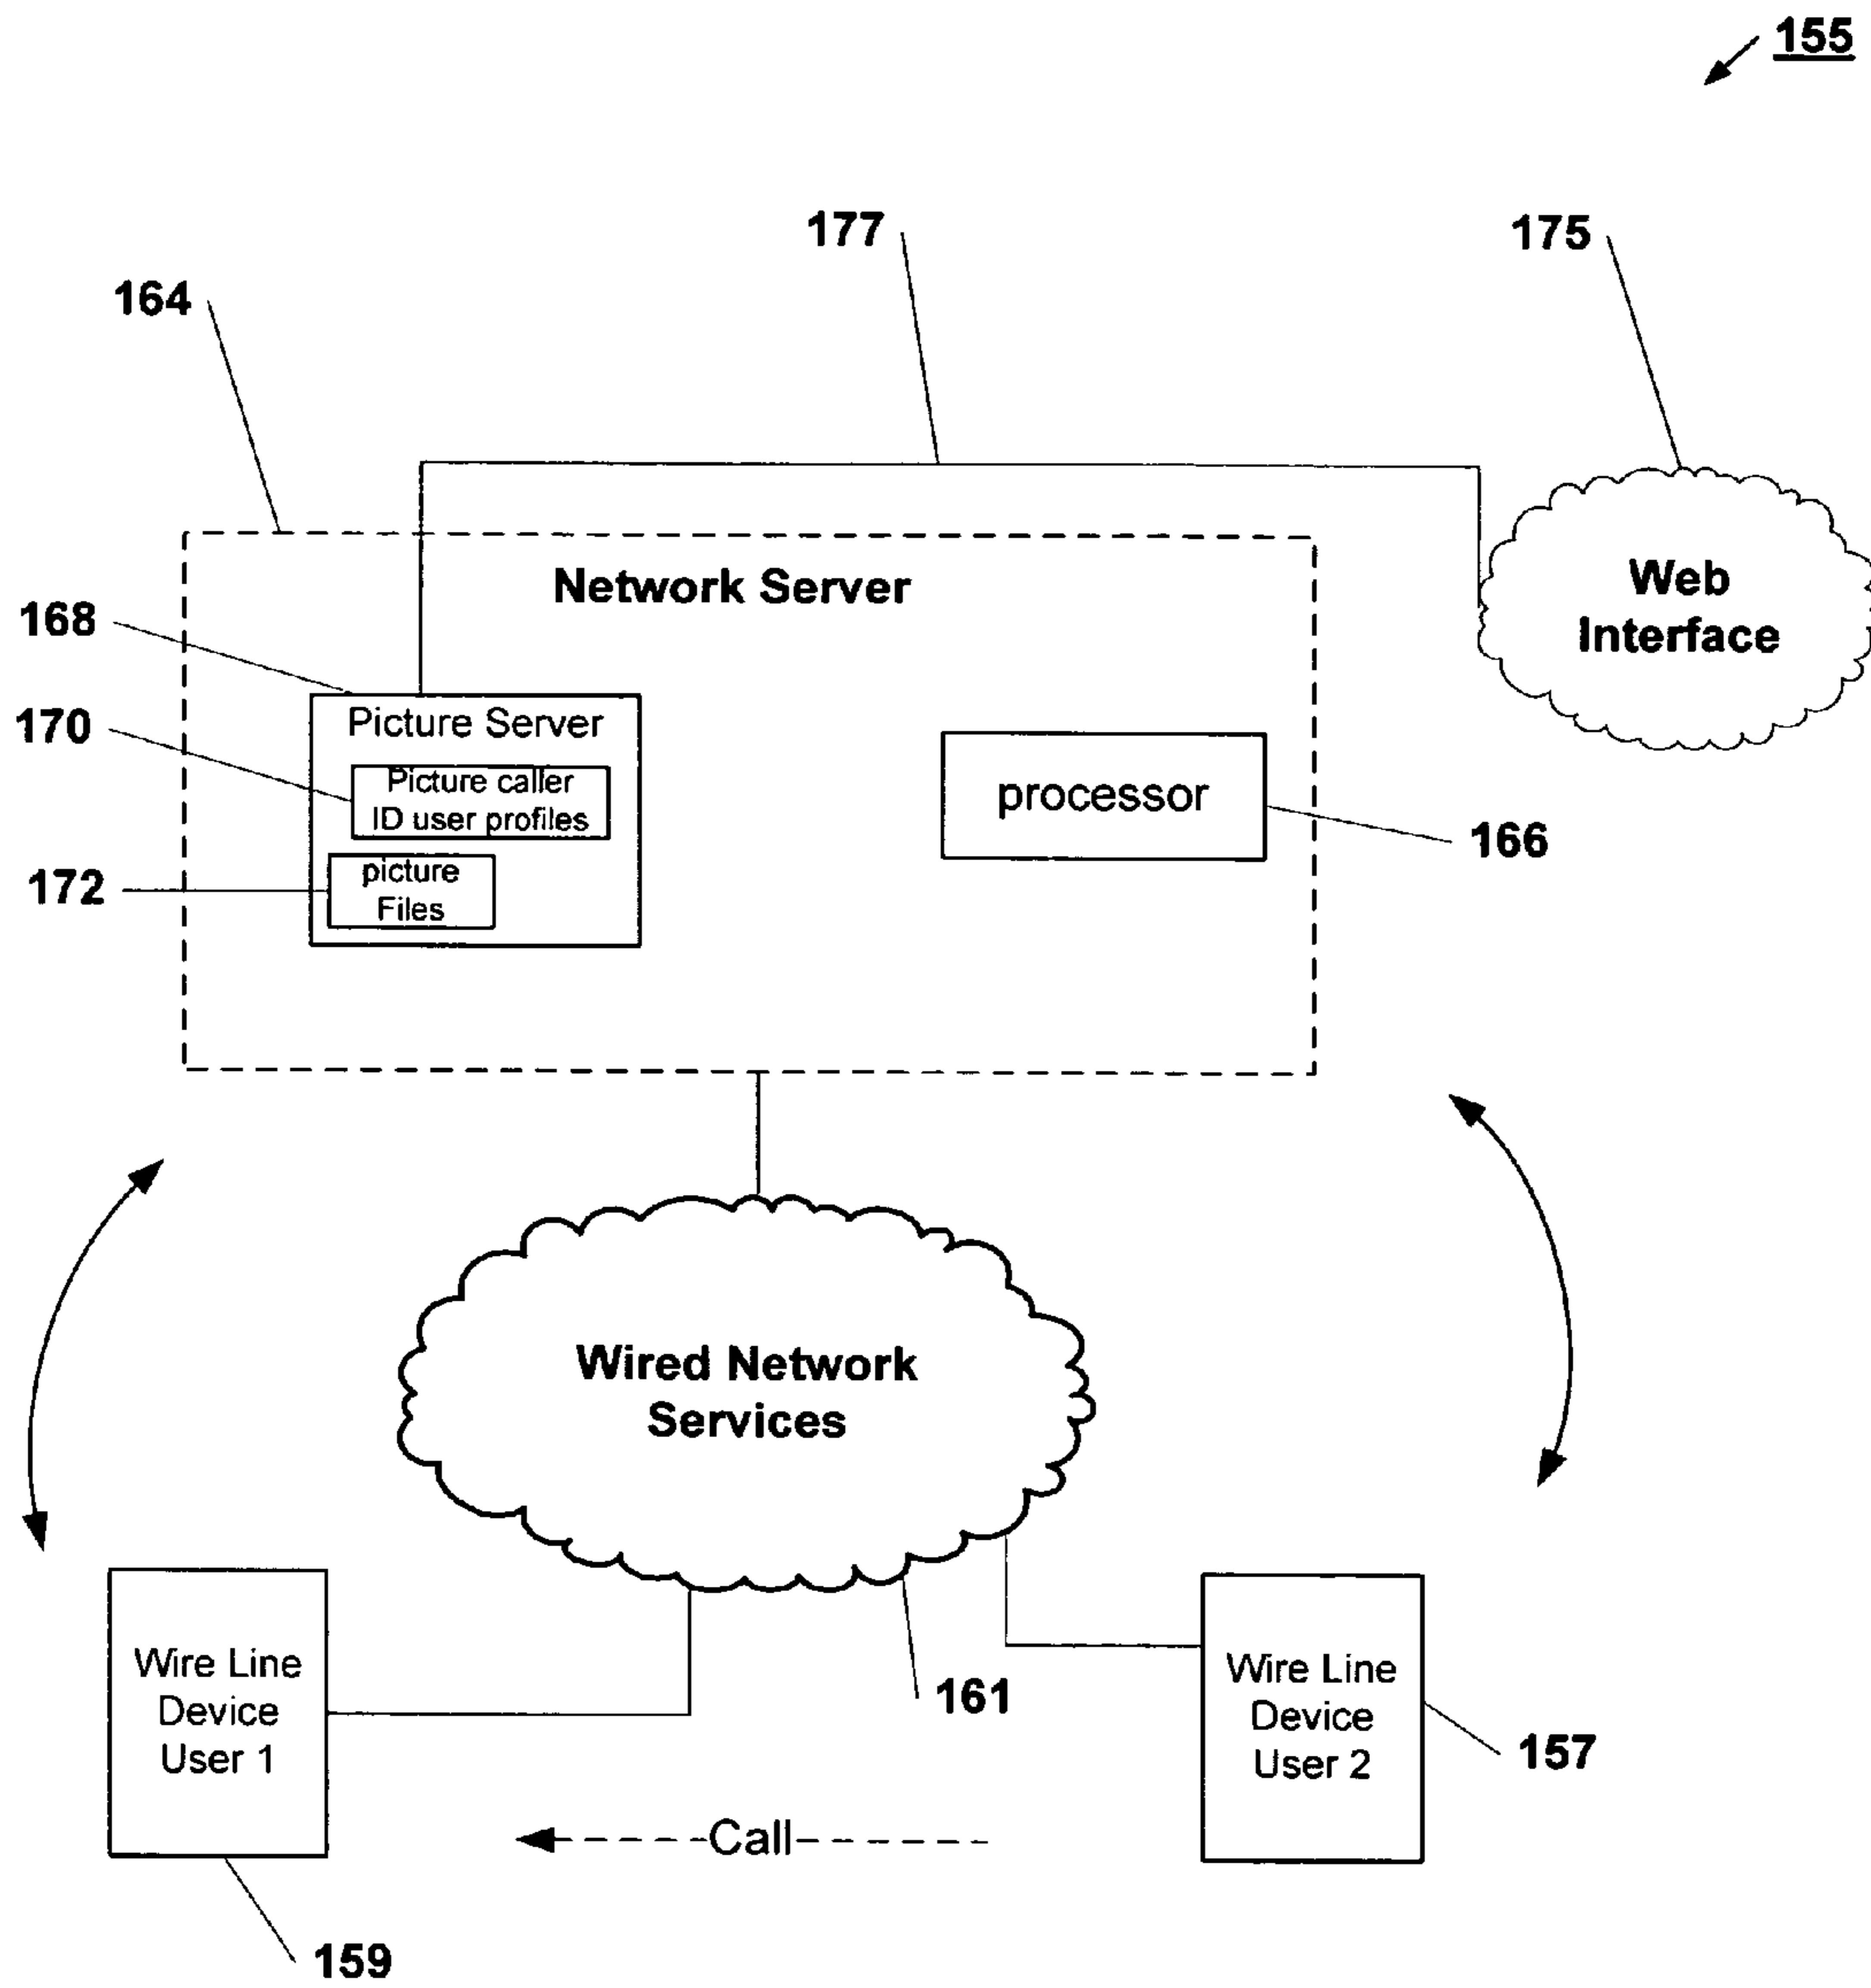 155
177
175
164
Network Server
Web
Interface
168
Picture Server
170
Picture caller
ID user profiles
processor
166
172
picture
Files
Wired Network
Services
Wire Line
Device
User 1
161
Wire Line
Device
User 2
157
Call
159